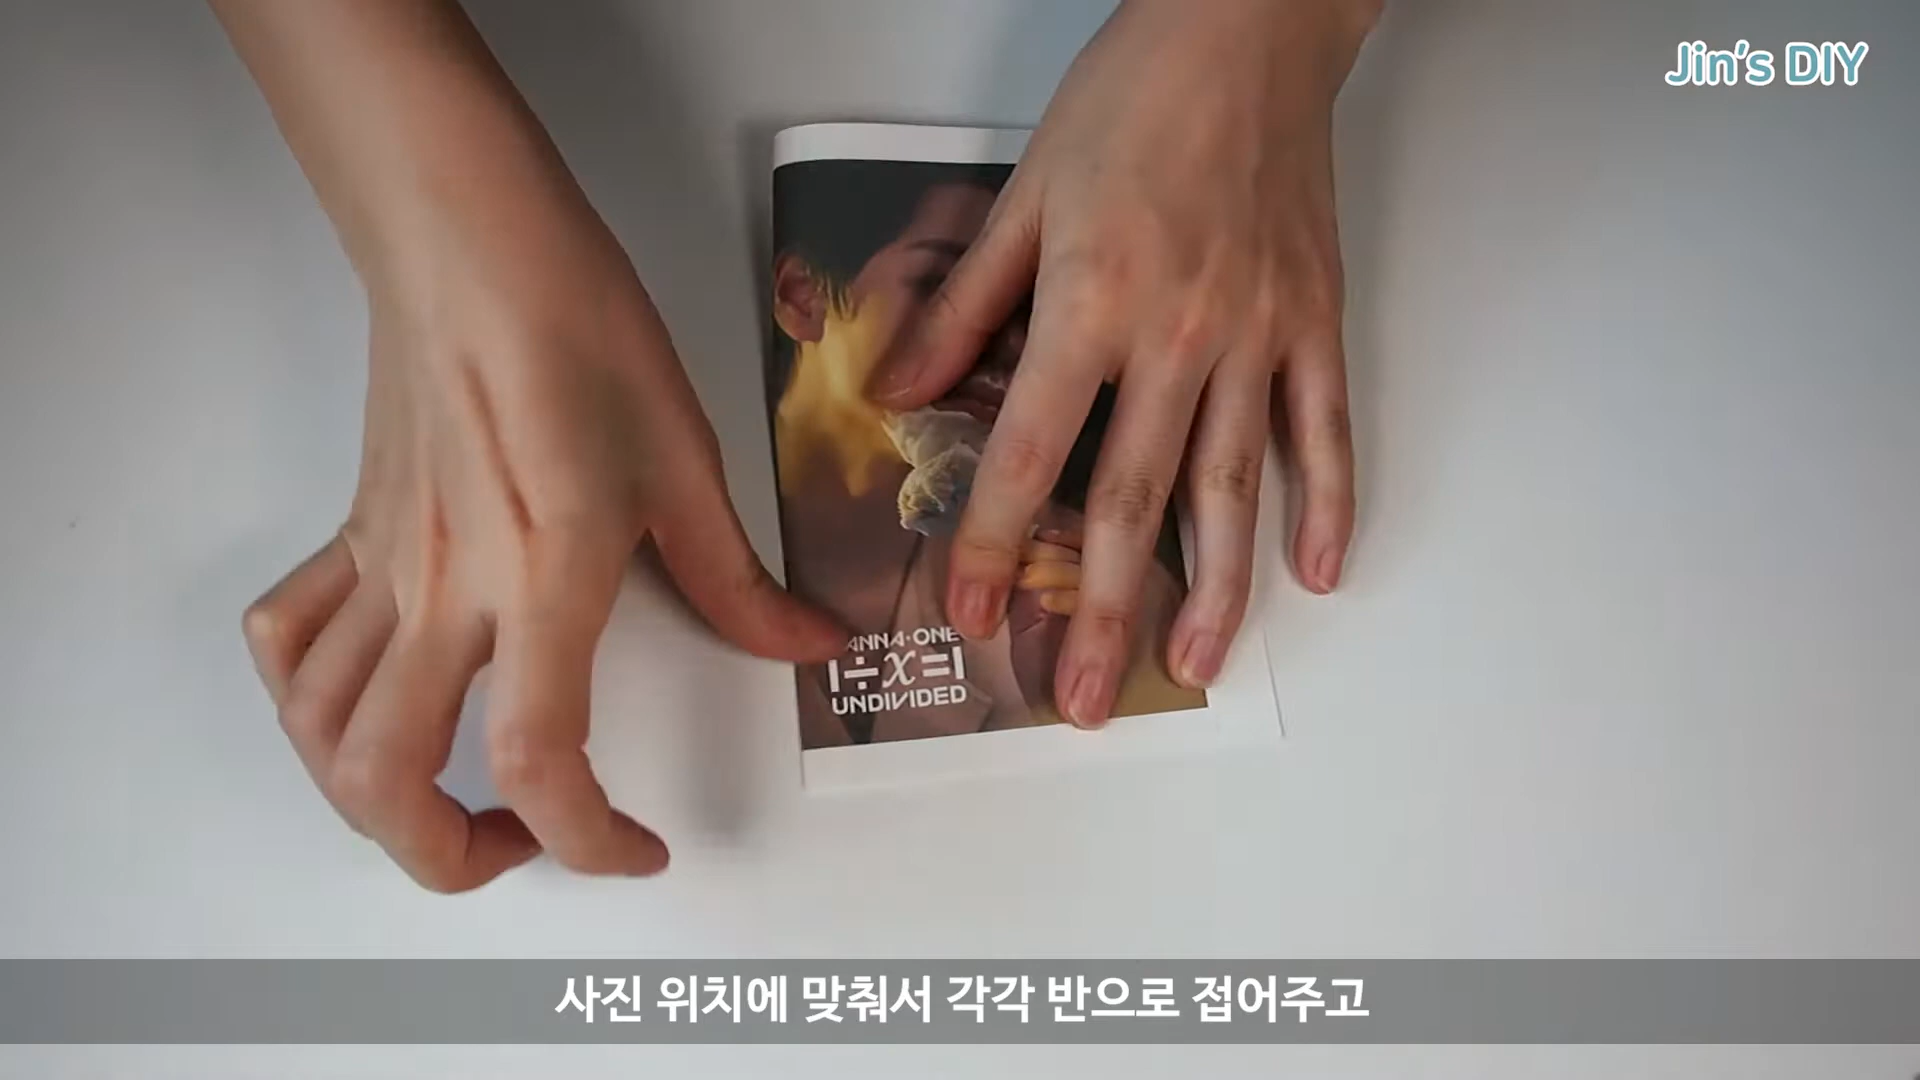 Jin's DIY
ANNA·ONE
1÷x=1
UNDIVIDED
사진 위치에 맞춰서 각각 반으로 접어주고